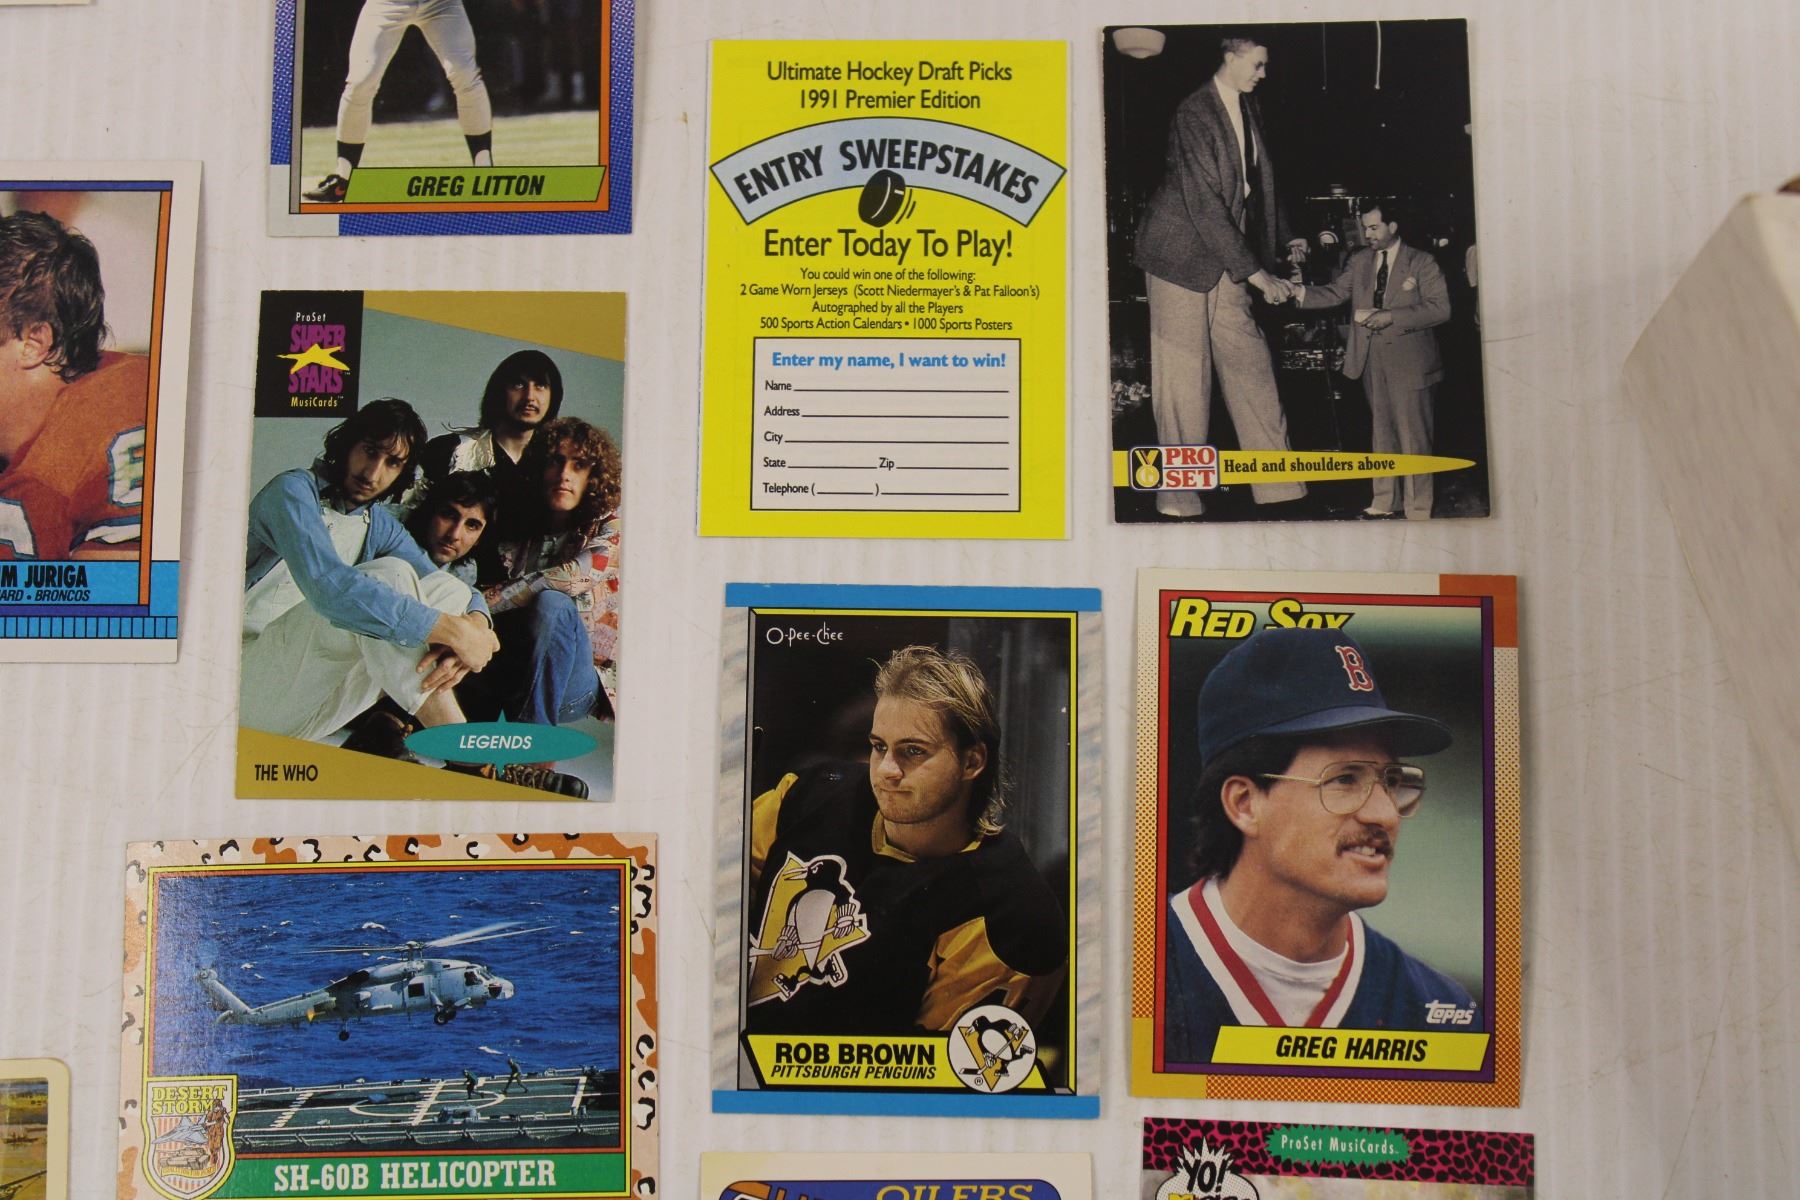 GREG LITTON
Ultimate Hockey Draft Picks
1991 Premier Edition
ENTRY SWEEPSTAKES
Enter Today To Play!
You could win one of the following:
2 Game Worn Jerseys (Scott Niedermayer's & Pat Falloon's)
Autographed by all the Players
500 Sports Action Calendars • 1000 Sports Posters
Enter my name, I want to win!
Name
Address
City
State Zip
Telephone ( )
PRO
SET
Head and shoulders above
M JURIGA
ARD • BRONCOS
ProSet
SUPER
STARS™
MusiCards™
LEGENDS
THE WHO
O-Pee-Chee
ROB BROWN
PITTSBURGH PENGUINS
RED SOX
B
topps
GREG HARRIS
DESERT
STORM
SH-60B HELICOPTER
OILERS
ProSet MusiCards™
YO!